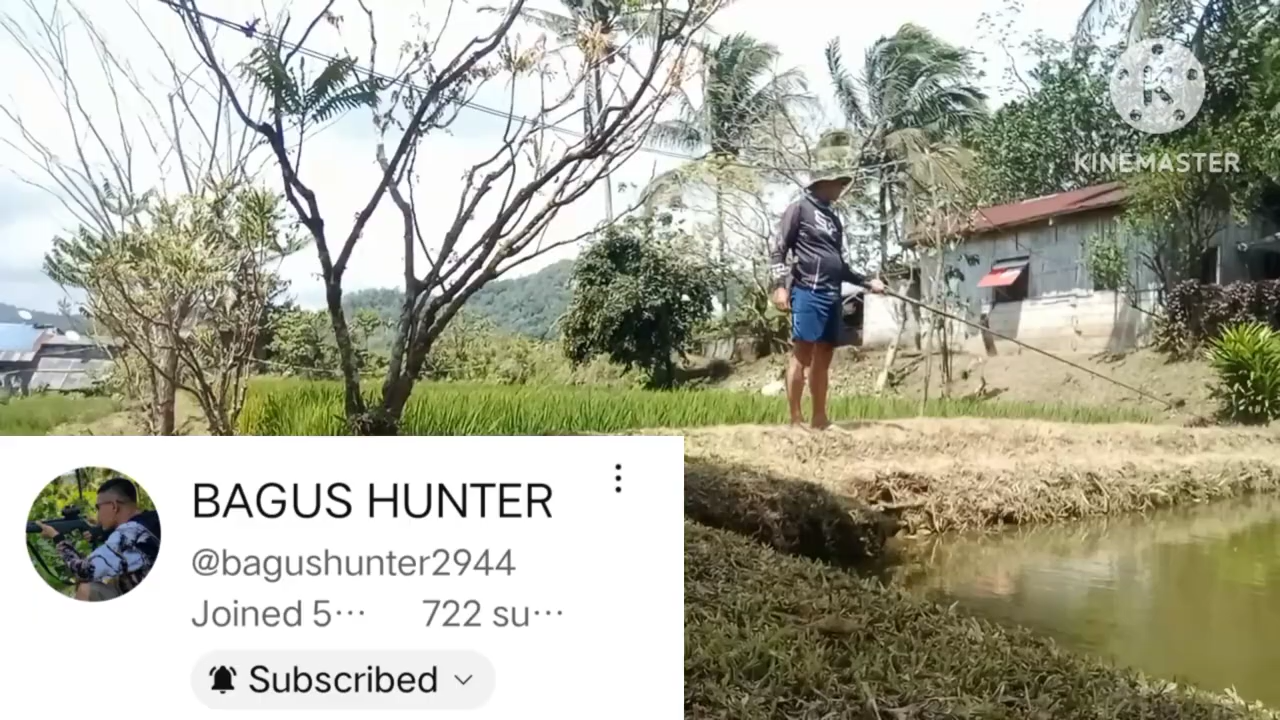 KINEMASTER
BAGUS HUNTER
@bagushunter2944
Joined 5… 722 su…
Subscribed